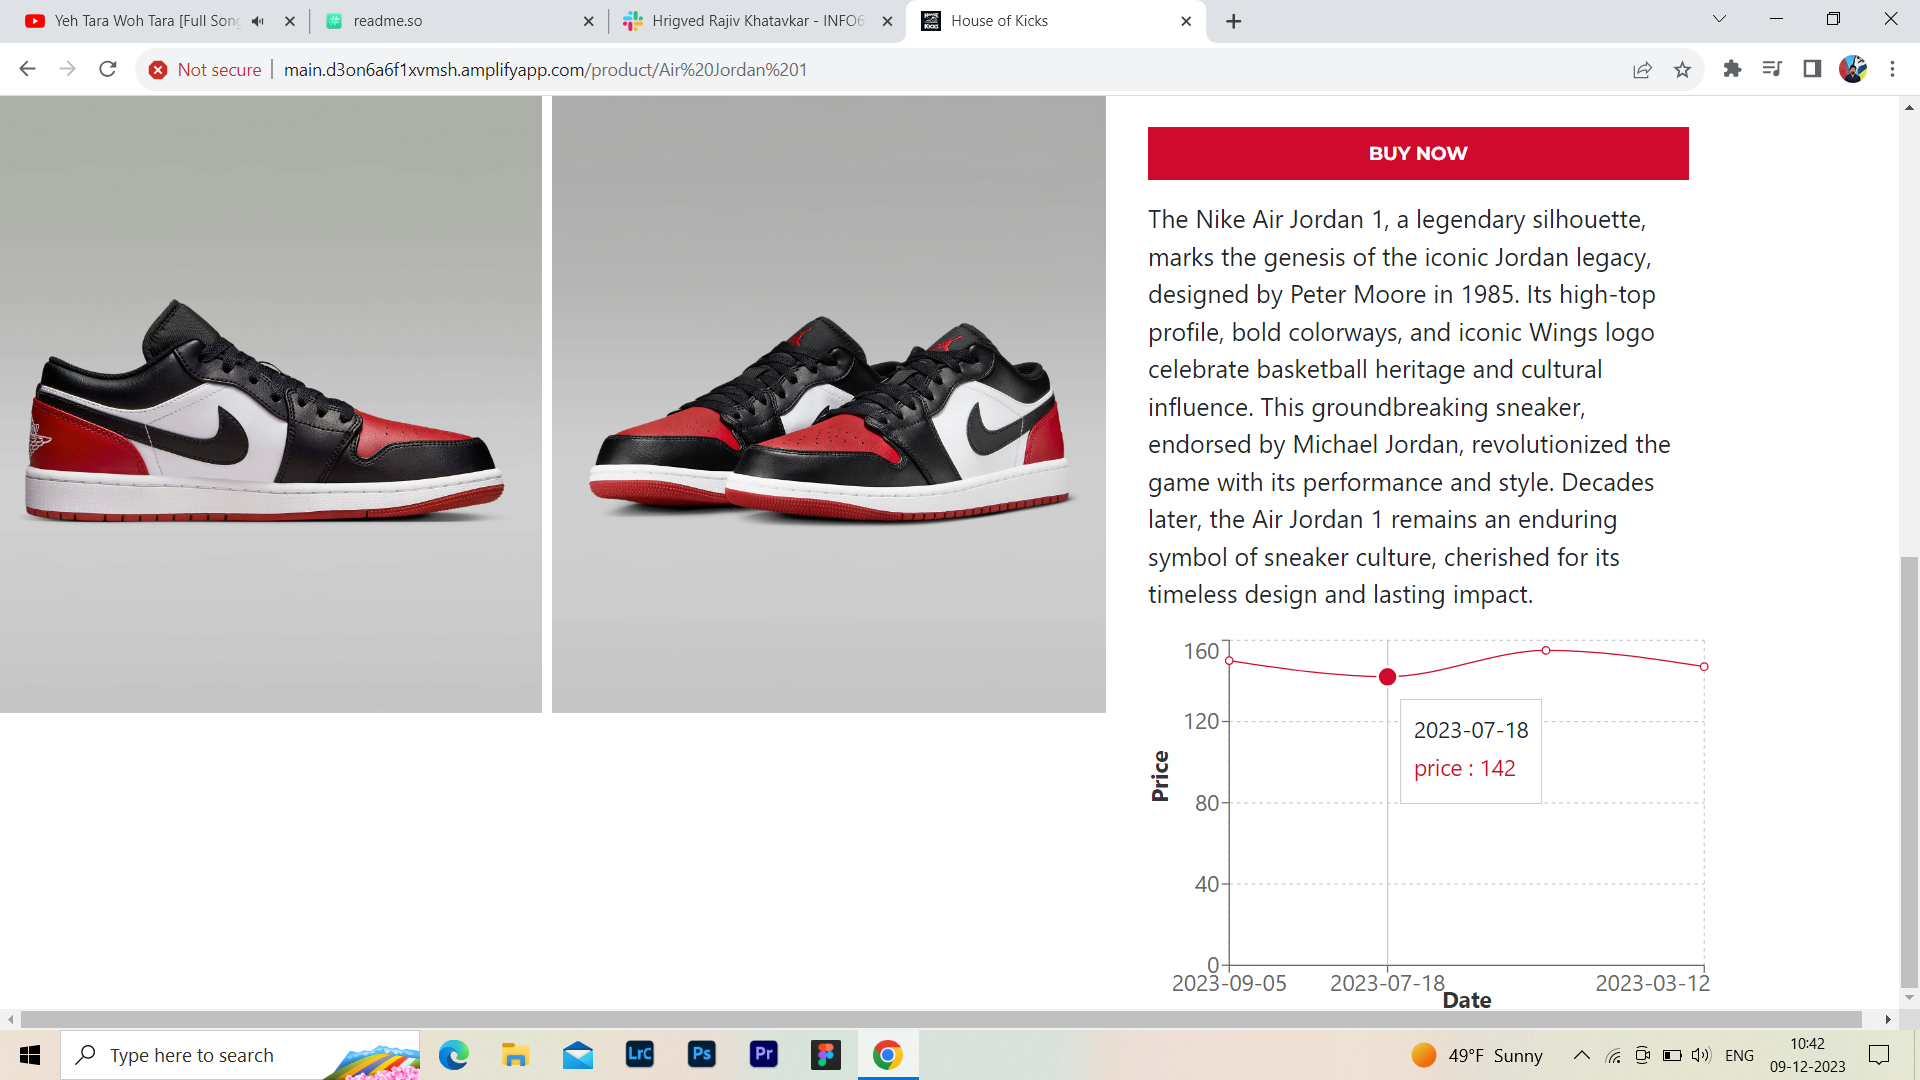 Yeh Tara Woh Tara [Full Song
readme.so
Hrigved Rajiv Khatavkar - INFO6
House of Kicks
Not secure
main.d3on6a6f1xvmsh.amplifyapp.com/product/Air%20Jordan%201
BUY NOW
The Nike Air Jordan 1, a legendary silhouette,
marks the genesis of the iconic Jordan legacy,
designed by Peter Moore in 1985. Its high-top
profile, bold colorways, and iconic Wings logo
celebrate basketball heritage and cultural
influence. This groundbreaking sneaker,
endorsed by Michael Jordan, revolutionized the
game with its performance and style. Decades
later, the Air Jordan 1 remains an enduring
symbol of sneaker culture, cherished for its
timeless design and lasting impact.
160
120
80
40
0
Price
2023-07-18
price : 142
2023-09-05
2023-07-18
2023-03-12
Date
Type here to search
LrC
Ps
Pr
49°F Sunny
ENG
10:42
09-12-2023